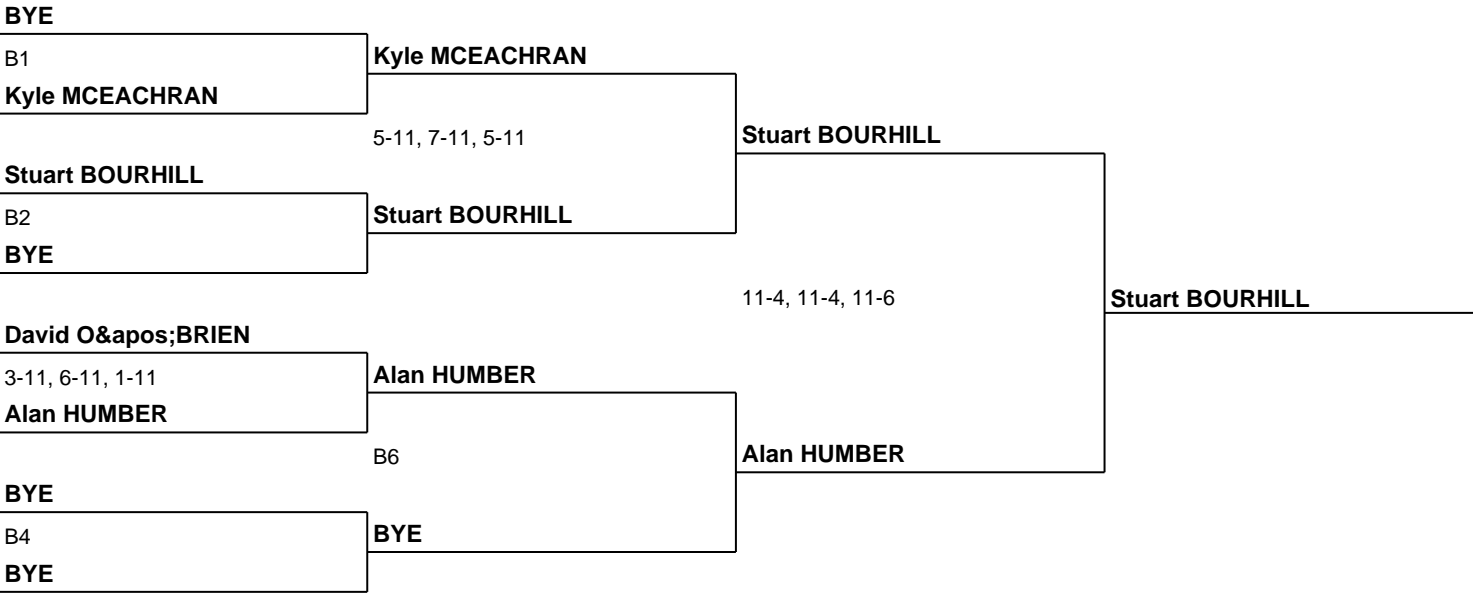 BYE
B1
Kyle MCEACHRAN
Kyle MCEACHRAN
5-11, 7-11, 5-11
Stuart BOURHILL
Stuart BOURHILL
B2
Stuart BOURHILL
BYE
11-4, 11-4, 11-6
Stuart BOURHILL
David O&apos;BRIEN
3-11, 6-11, 1-11
Alan HUMBER
Alan HUMBER
B6
Alan HUMBER
BYE
B4
BYE
BYE